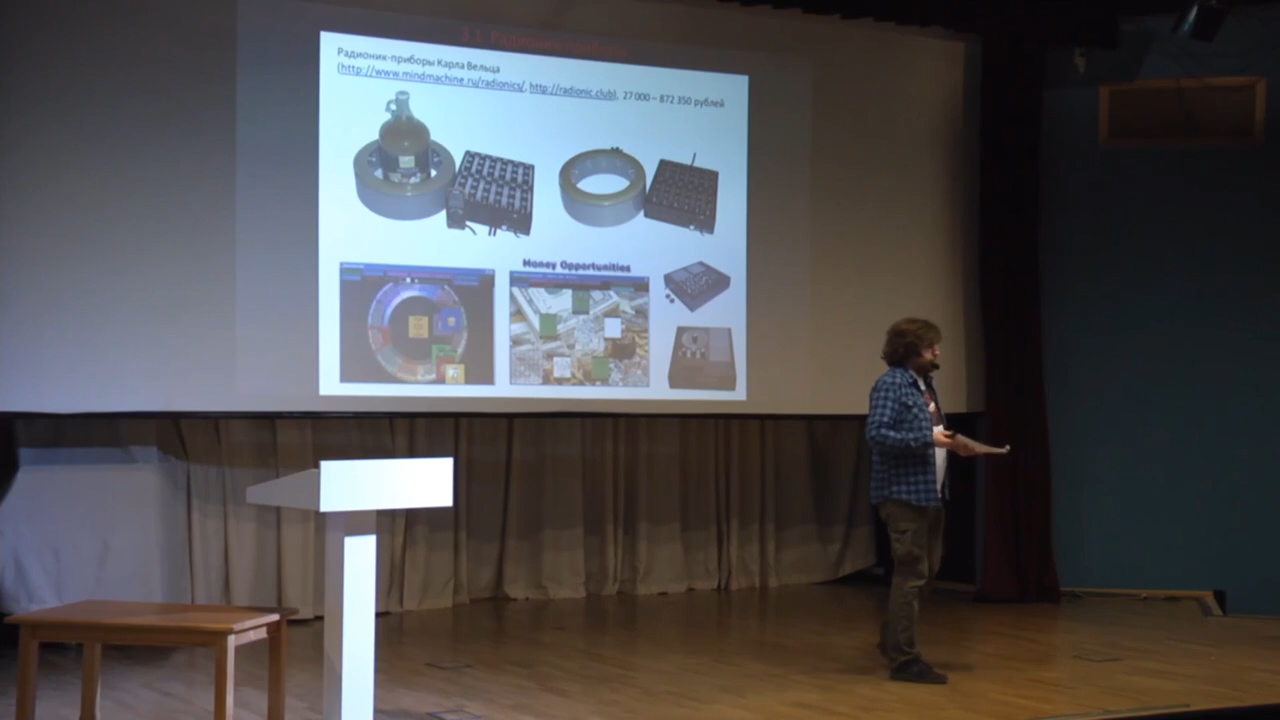 Радионик-приборы Карла Вельца
(http://www.mindmachine.ru/radionics/, http://radionic.club), 27 000 – 872 350 рублей
Money Opportunities